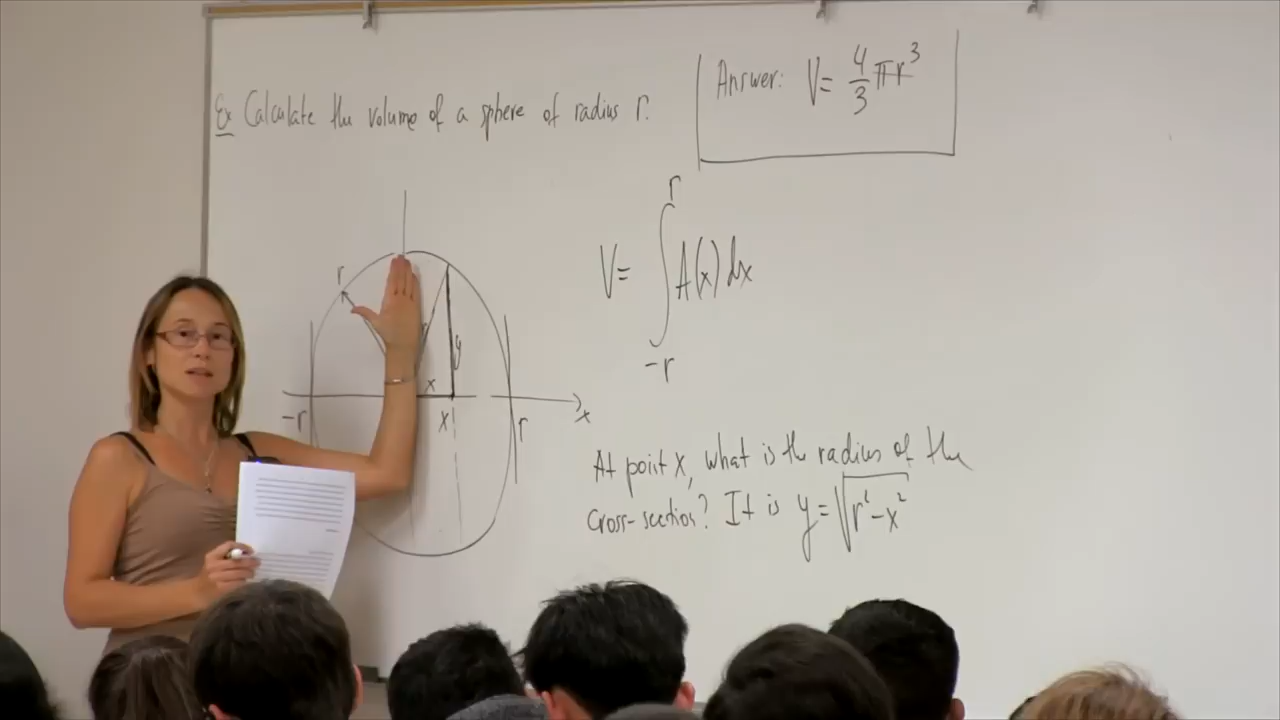 Ex Calculate the volume of a sphere of radius r.
Answer: V = 4/3 πr³
V = ∫_{-r}^{r} A(x) dx
r
y
x
-r
x
r
x
At point x, what is the radius of the
cross-section? It is y = √(r² - x²)